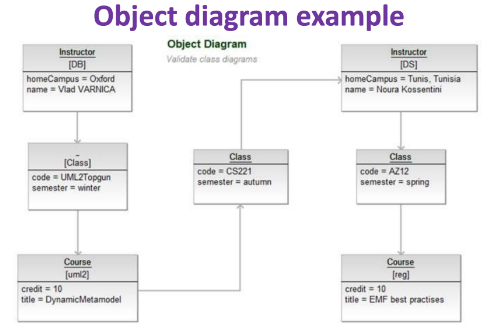 Object diagram example
Object Diagram
Validate class diagrams
Instructor
[DB]
homeCampus = Oxford
name = Vlad VARNICA
Instructor
[DS]
homeCampus = Tunis, Tunisia
name = Noura Kossentini
-
[Class]
code = UML2Topgun
semester = winter
Class
code = CS221
semester = autumn
Class
code = AZ12
semester = spring
Course
[uml2]
credit = 10
title = DynamicMetamodel
Course
[reg]
credit = 10
title = EMF best practises